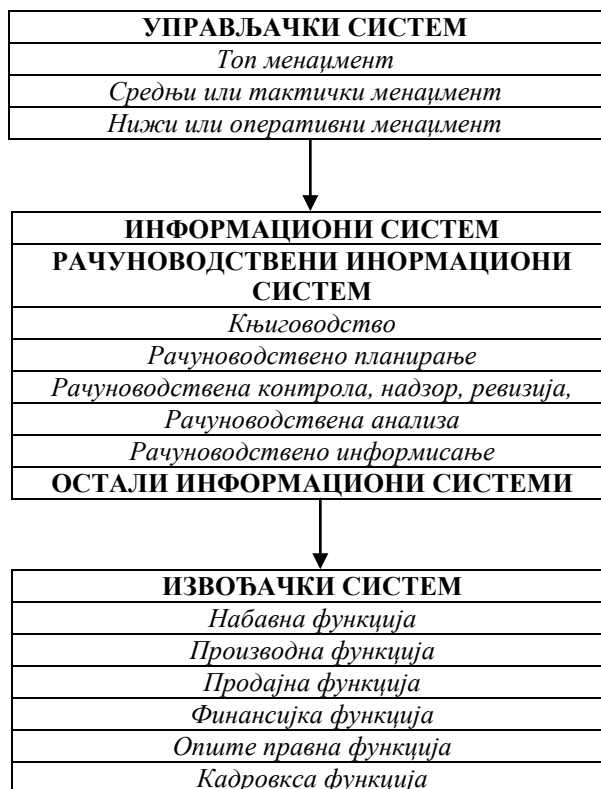 УПРАВЉАЧКИ СИСТЕМ
Топ менаџмент
Средњи или тактички менаџмент
Нижи или оперативни менаџмент
ИНФОРМАЦИОНИ СИСТЕМ
РАЧУНОВОДСТВЕНИ ИНОРМАЦИОНИ
СИСТЕМ
Књиговодство
Рачуноводствено планирање
Рачуноводствена контрола, надзор, ревизија,
Рачуноводствена анализа
Рачуноводствено информисање
ОСТАЛИ ИНФОРМАЦИОНИ СИСТЕМИ
ИЗВОЂАЧКИ СИСТЕМ
Набавна функција
Производна функција
Продајна функција
Финансијка функција
Опште правна функција
Кадровкса функција